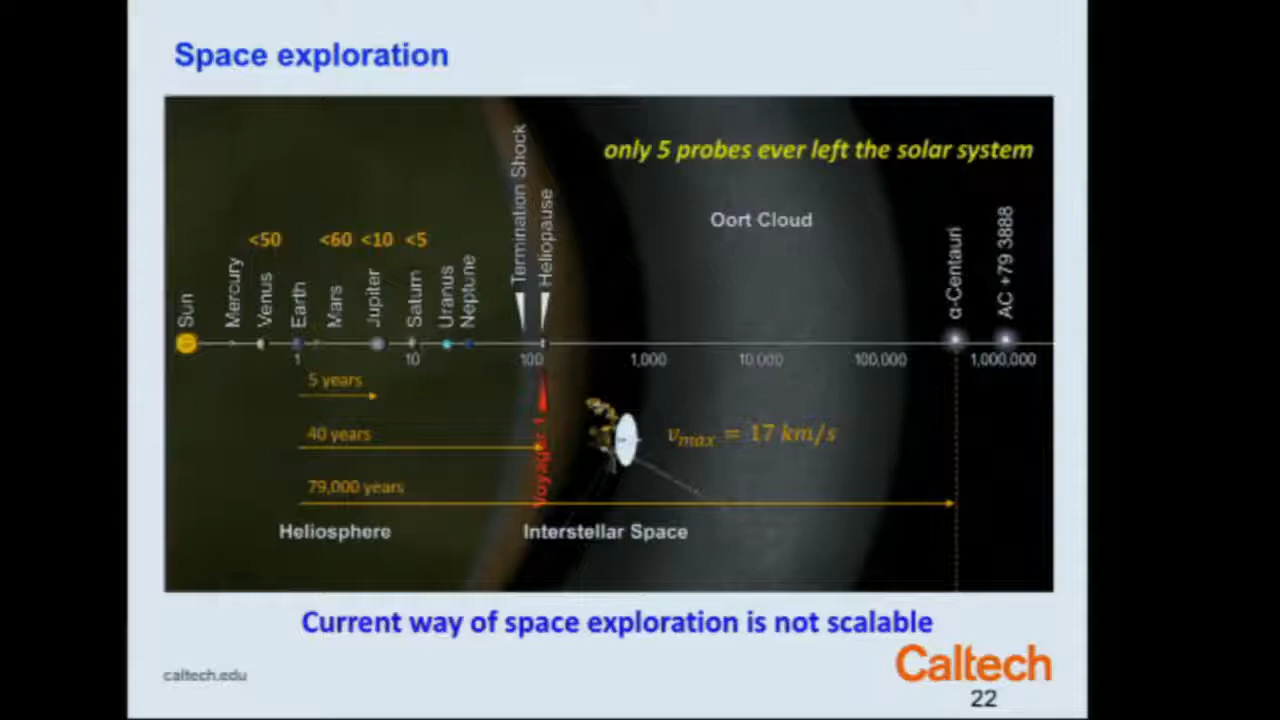 Space exploration
only 5 probes ever left the solar system
Termination Shock
Heliopause
Oort Cloud
<50 <60 <10 <5
Sun
Mercury
Venus
Earth
Mars
Jupiter
Saturn
Uranus
Neptune
α-Centauri
AC +79 3888
1 10 100 1,000 10,000 100,000 1,000,000
5 years
40 years
Voyager 1
vmax = 17 km/s
79,000 years
Heliosphere
Interstellar Space
Current way of space exploration is not scalable
caltech.edu
Caltech
22